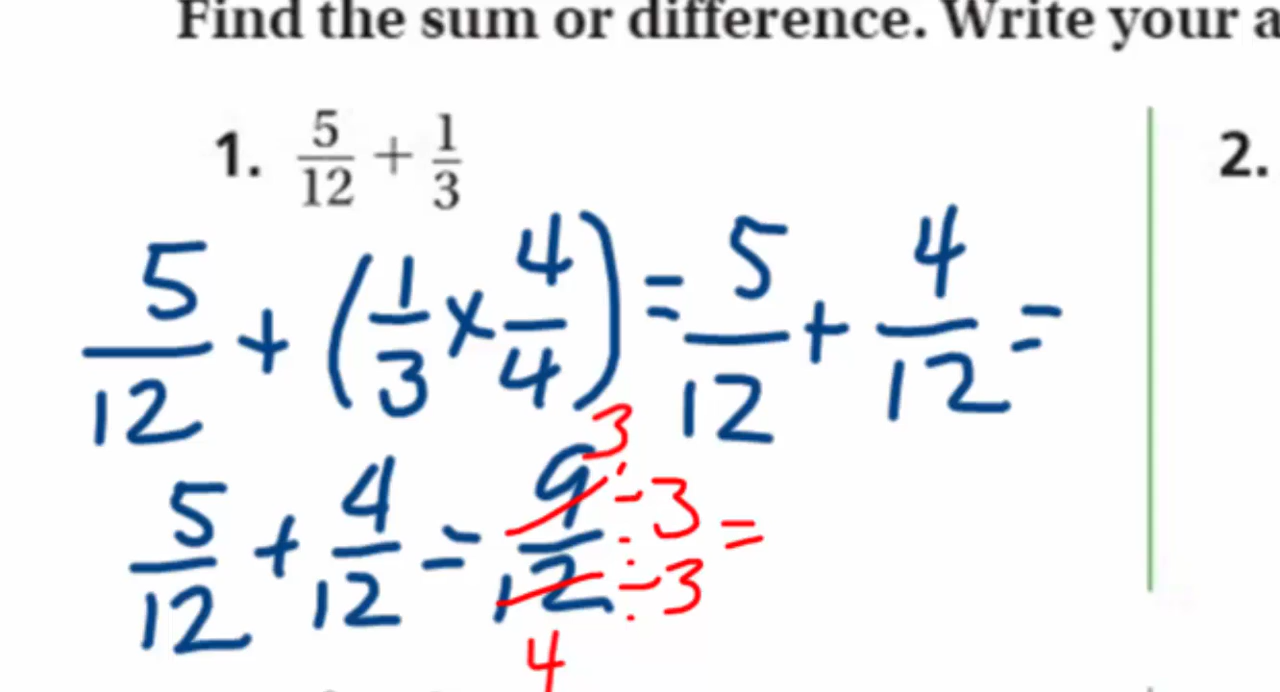 Find the sum or difference. Write your a
1. 5/12 + 1/3
2.
5/12 + (1/3 × 4/4) = 5/12 + 4/12 =
5/12 + 4/12 = 9/12 ÷ 3 ÷ 3 =
3
4